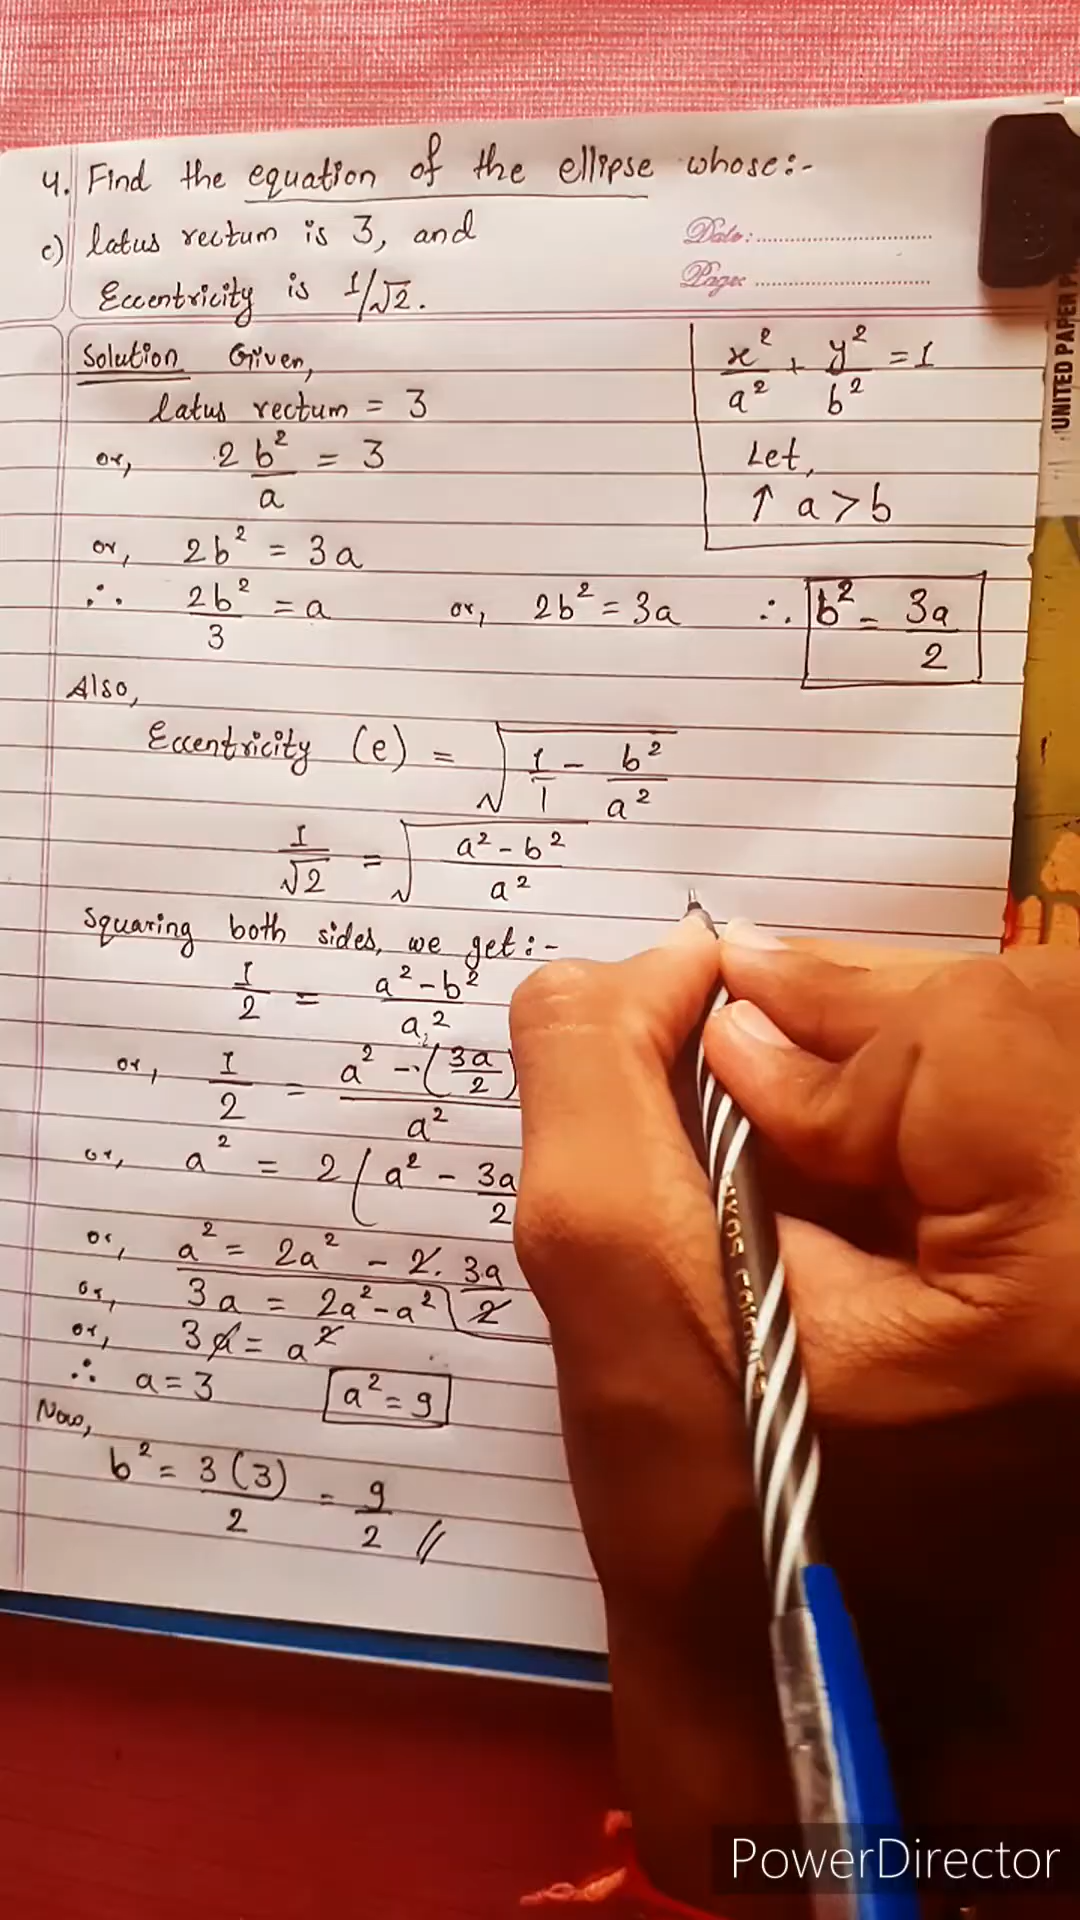 4. Find the equation of the ellipse whose:-
c) latus rectum is 3, and
Eccentricity is 1/√2.
Date:
Page:
Solution Given,
latus rectum = 3
or, 2b²/a = 3
or, 2b² = 3a
∴ 2b²/3 = a or, 2b² = 3a ∴ b² = 3a/2
x²/a² + y²/b² = 1
Let,
↑ a > b
Also,
Eccentricity (e) = √(1/1 - b²/a²)
1/√2 = √((a² - b²)/a²)
Squaring both sides, we get:-
1/2 = (a² - b²)/a²
or, 1/2 = (a² - (3a/2)/a²
or, a² = 2(a² - 3a/2
or, a² = 2a² - 2. 3a/2
or, 3a = 2a² - a²
or, 3a = a²
∴ a = 3 a² = 9
Now,
b² = 3(3)/2 = 9/2 //
UNITED PAPER
PowerDirector